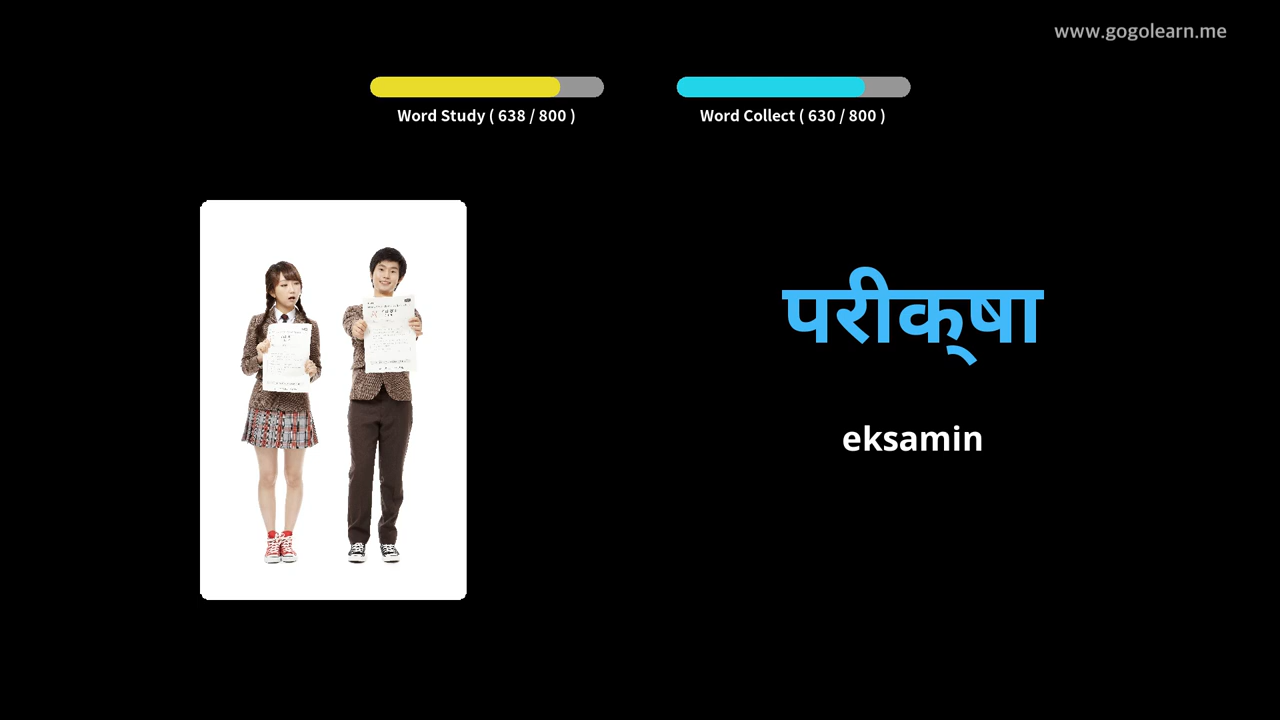 www.gogolearn.me
Word Study ( 638 / 800 )
Word Collect ( 630 / 800 )
परीक्‌षा
eksamin